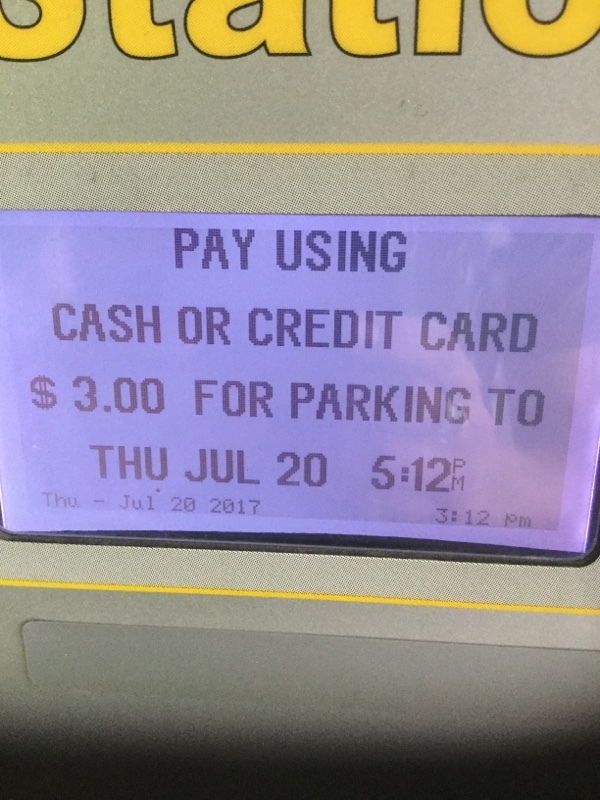 Statio
PAY USING
CASH OR CREDIT CARD
$ 3.00 FOR PARKING TO
THU JUL 20 5:12PM
Thu - Jul 20 2017
3:12 pm